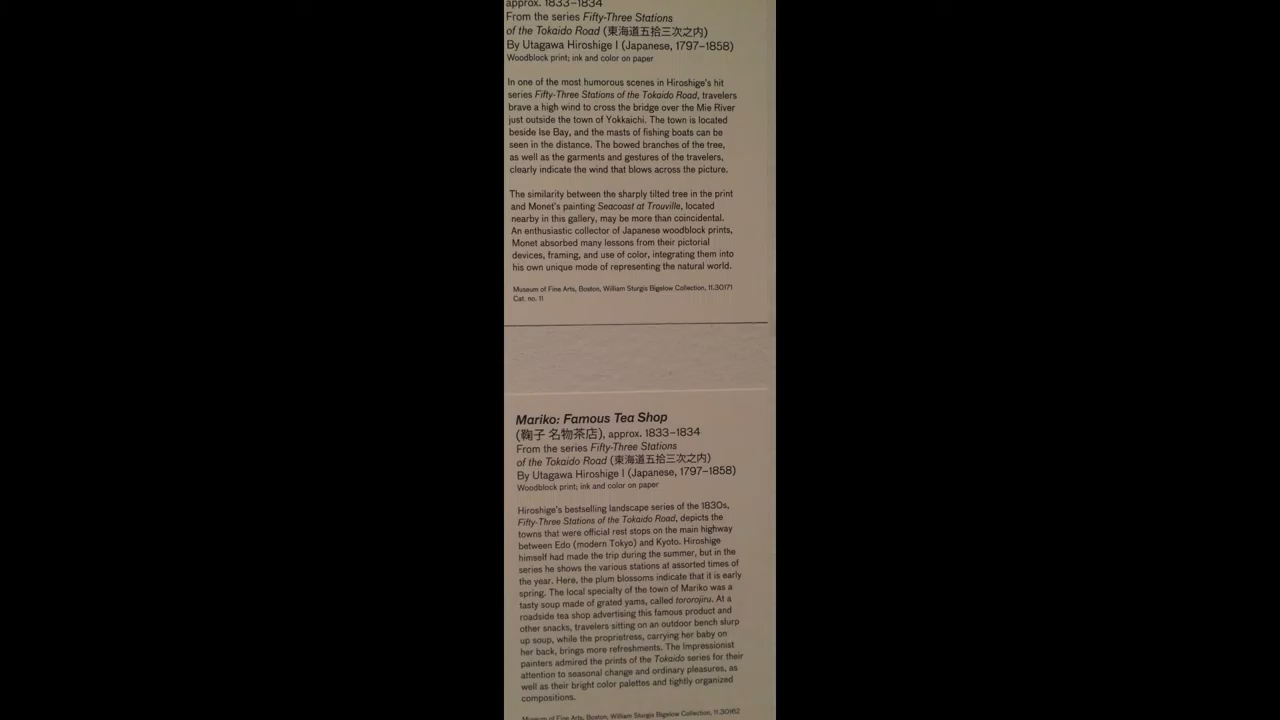 approx. 1833–1834
From the series Fifty-Three Stations
of the Tokaido Road (東海道五拾三次之内)
By Utagawa Hiroshige I (Japanese, 1797–1858)
Woodblock print; ink and color on paper
In one of the most humorous scenes in Hiroshige's hit
series Fifty-Three Stations of the Tokaido Road, travelers
brave a high wind to cross the bridge over the Mie River
just outside the town of Yokkaichi. The town is located
beside Ise Bay, and the masts of fishing boats can be
seen in the distance. The bowed branches of the tree,
as well as the garments and gestures of the travelers,
clearly indicate the wind that blows across the picture.
The similarity between the sharply tilted tree in the print
and Monet's painting Seacoast at Trouville, located
nearby in this gallery, may be more than coincidental.
An enthusiastic collector of Japanese woodblock prints,
Monet absorbed many lessons from their pictorial
devices, framing, and use of color, integrating them into
his own unique mode of representing the natural world.
Museum of Fine Arts, Boston, William Sturgis Bigelow Collection, 11.30171
Cat. no. 11
Mariko: Famous Tea Shop
(鞠子 名物茶店), approx. 1833–1834
From the series Fifty-Three Stations
of the Tokaido Road (東海道五拾三次之内)
By Utagawa Hiroshige I (Japanese, 1797–1858)
Woodblock print; ink and color on paper
Hiroshige's bestselling landscape series of the 1830s,
Fifty-Three Stations of the Tokaido Road, depicts the
towns that were official rest stops on the main highway
between Edo (modern Tokyo) and Kyoto. Hiroshige
himself had made the trip during the summer, but in the
series he shows the various stations at assorted times of
the year. Here, the plum blossoms indicate that it is early
spring. The local specialty of the town of Mariko was a
tasty soup made of grated yams, called tororojiru. At a
roadside tea shop advertising this famous product and
other snacks, travelers sitting on an outdoor bench slurp
up soup, while the proprietress, carrying her baby on
her back, brings more refreshments. The Impressionist
painters admired the prints of the Tokaido series for their
attention to seasonal change and ordinary pleasures, as
well as their bright color palettes and tightly organized
compositions.
Museum of Fine Arts, Boston, William Sturgis Bigelow Collection, 11.30162